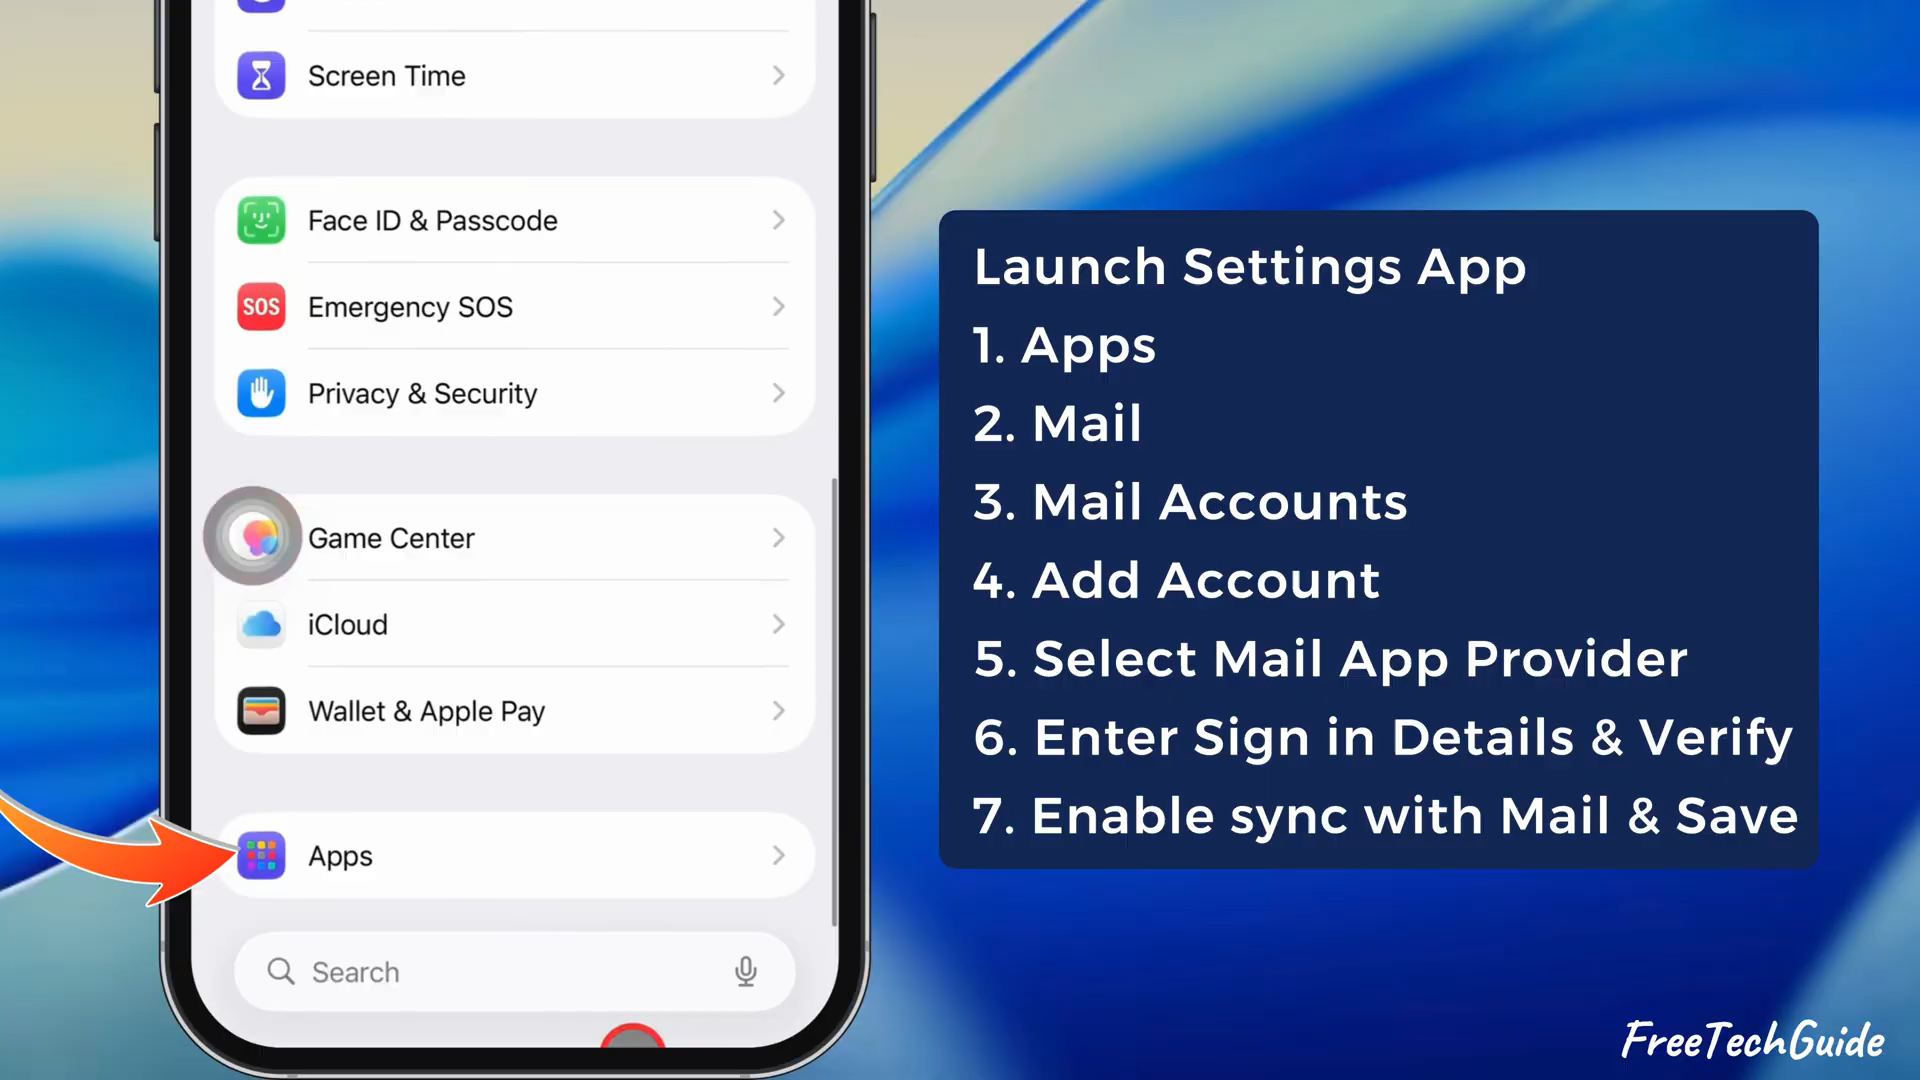 Screen Time
Face ID & Passcode
SOS
Emergency SOS
Privacy & Security
Game Center
iCloud
Wallet & Apple Pay
Apps
Search
Launch Settings App
1. Apps
2. Mail
3. Mail Accounts
4. Add Account
5. Select Mail App Provider
6. Enter Sign in Details & Verify
7. Enable sync with Mail & Save
FreeTechGuide